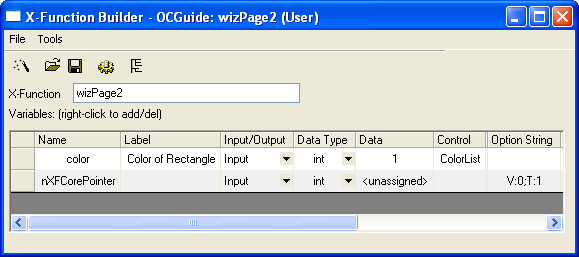 X-Function Builder - OCGuide: wizPage2 (User)
File Tools
X-Function wizPage2
Variables: (right-click to add/del)
Name Label Input/Output Data Type Data Control Option String
color Color of Rectangle Input int 1 ColorList
nXFCorePointer Input int <unassigned> V:0;T:1